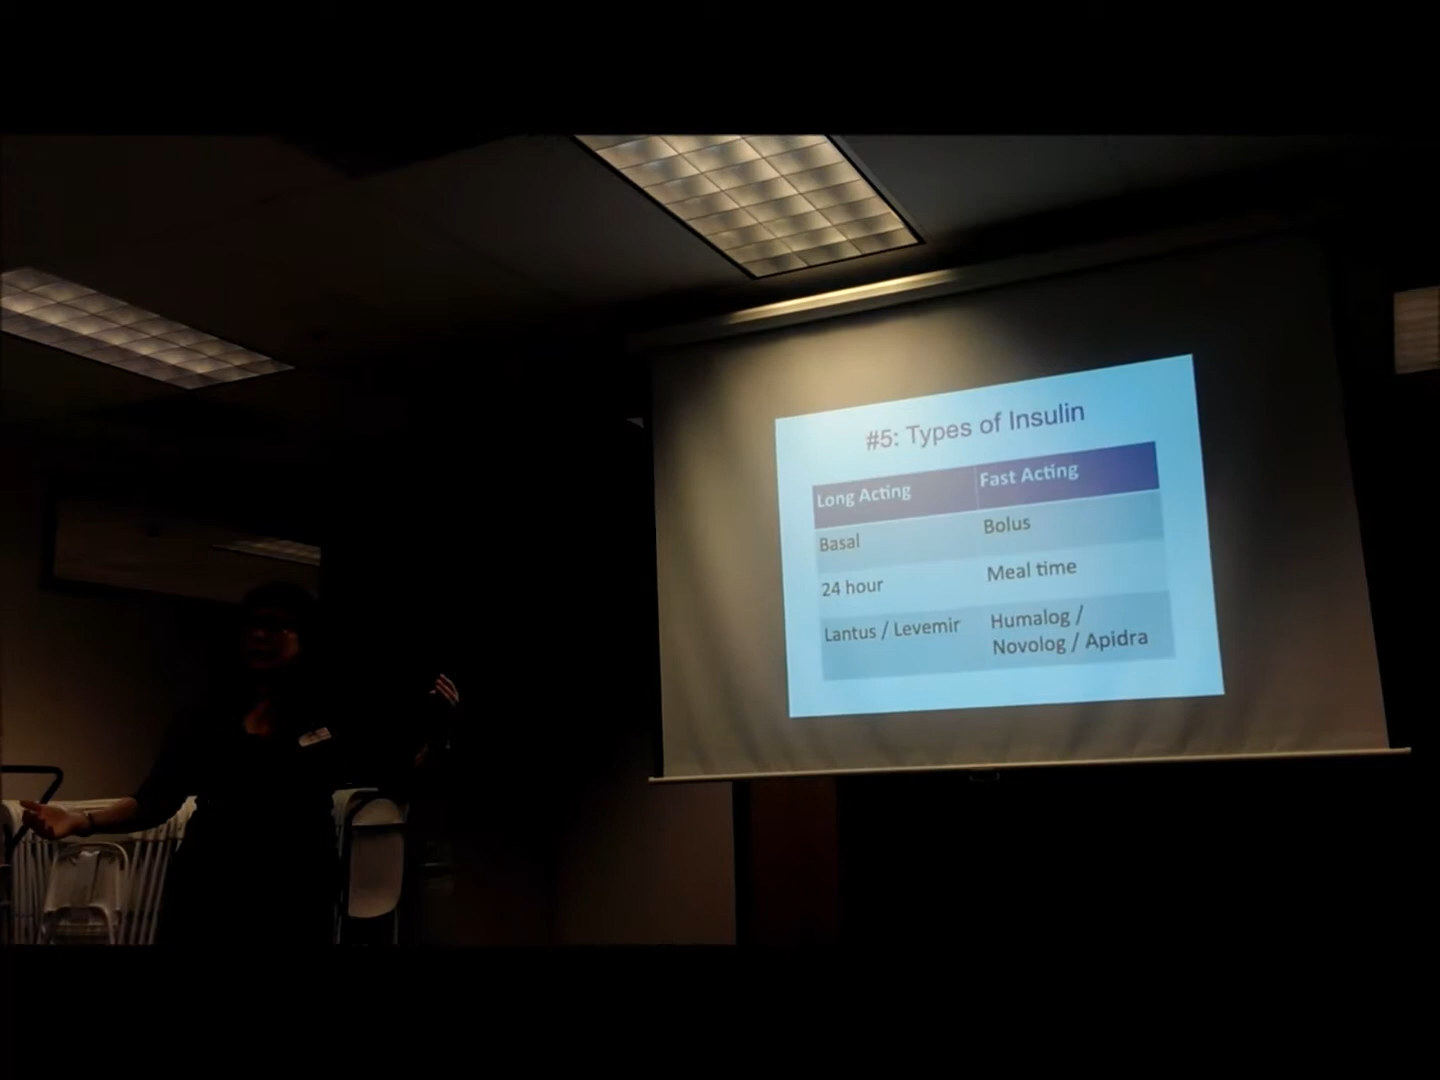 #5: Types of Insulin
Long Acting
Fast Acting
Basal
Bolus
24 hour
Meal time
Lantus / Levemir
Humalog /
Novolog / Apidra